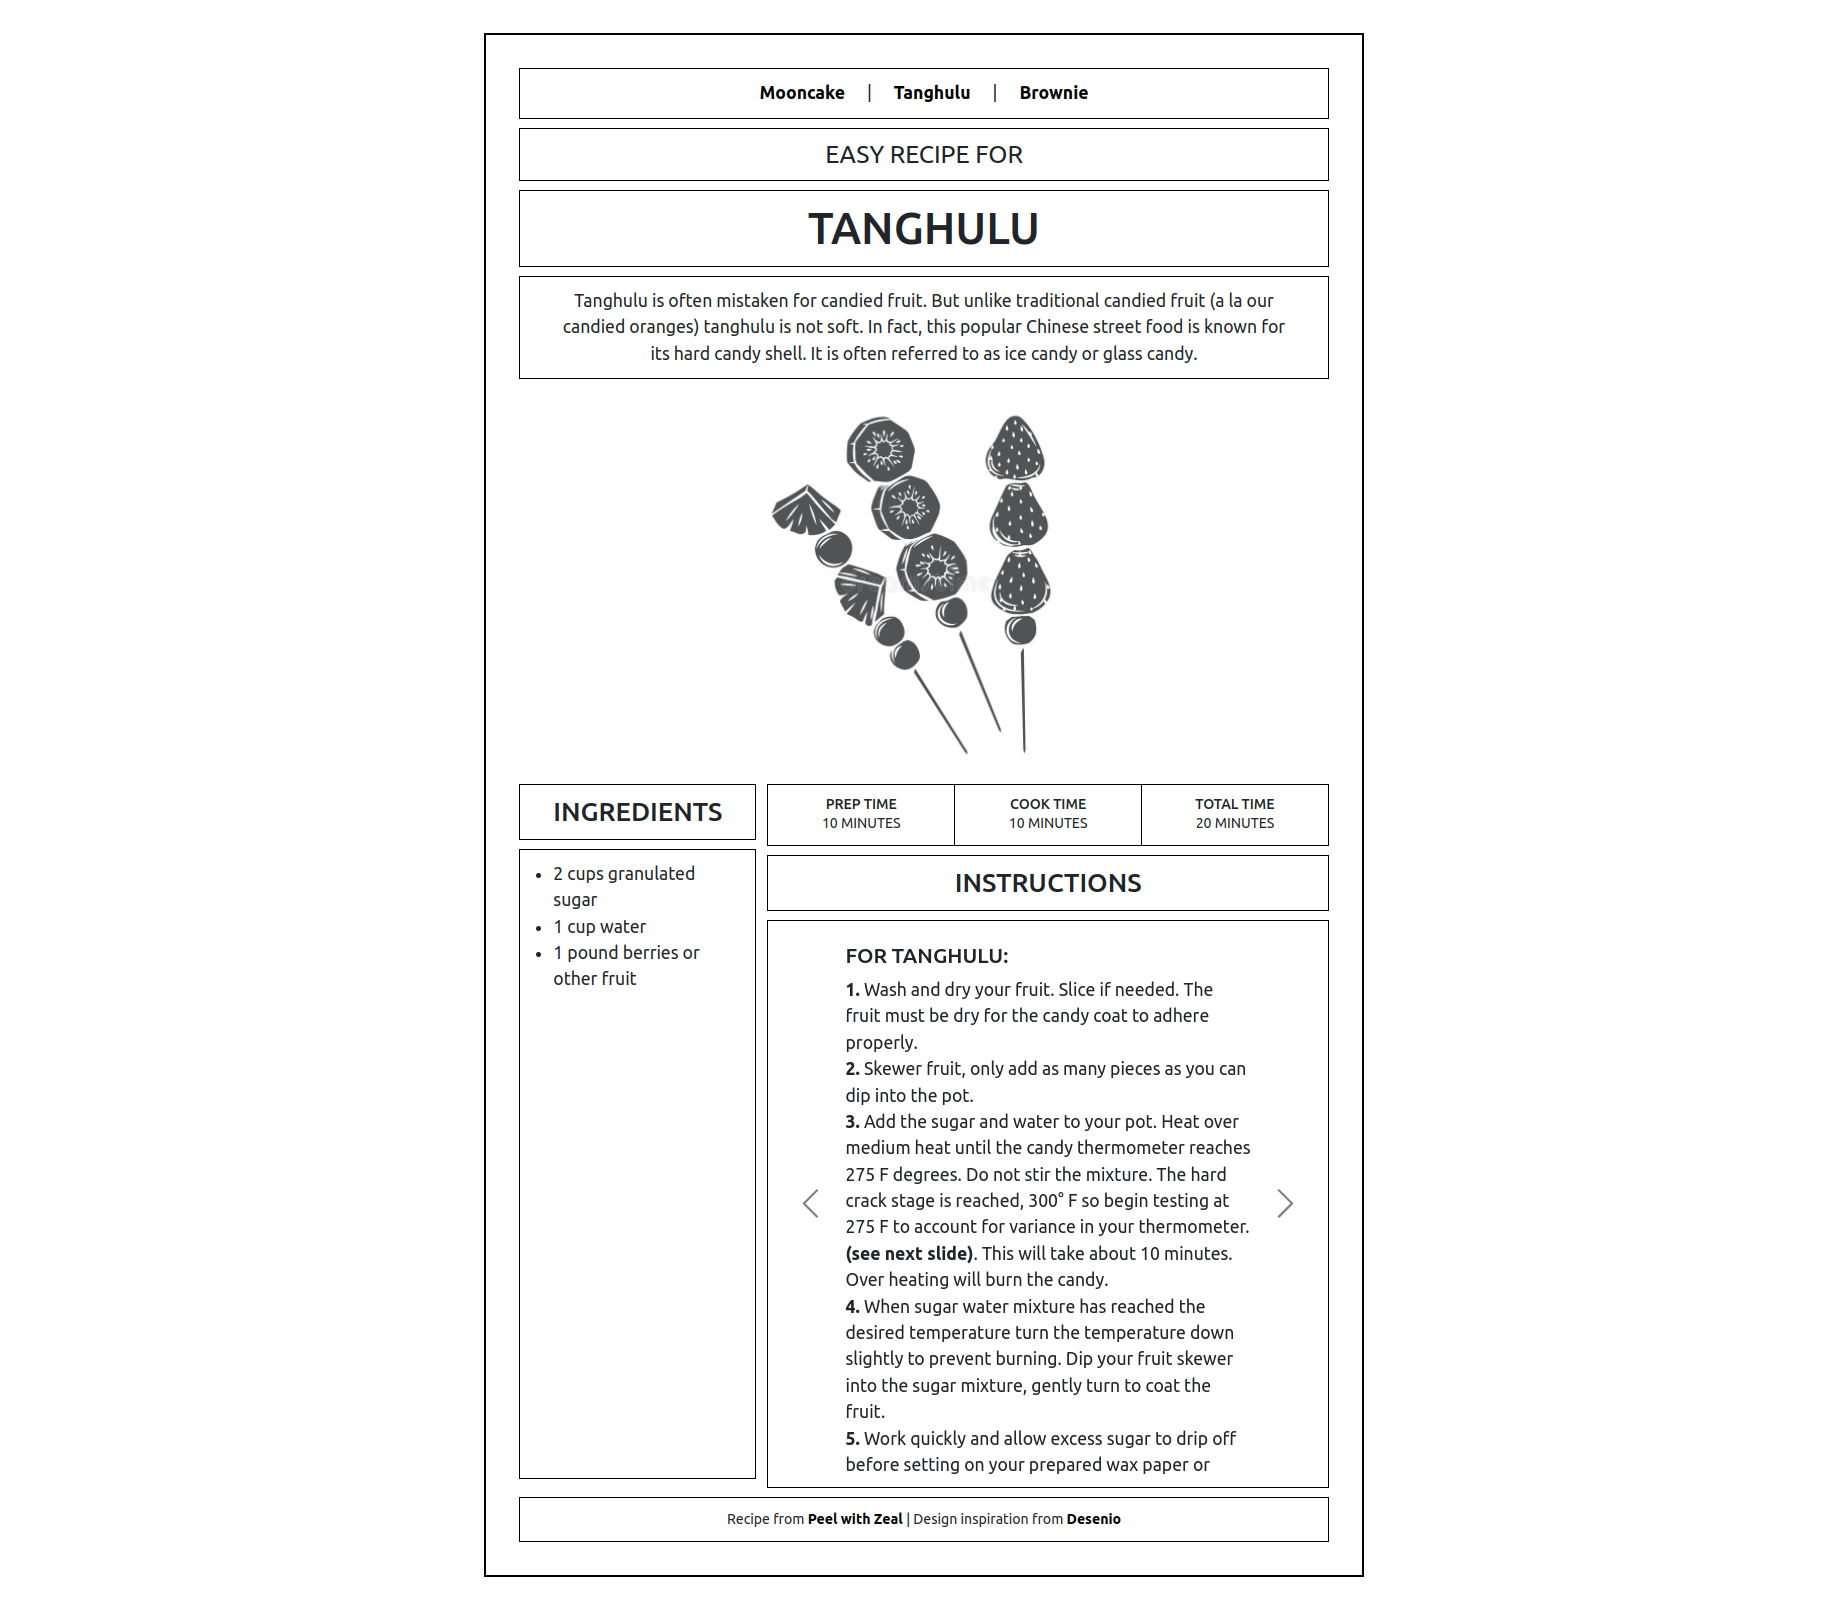 Mooncake | Tanghulu | Brownie
EASY RECIPE FOR
TANGHULU
Tanghulu is often mistaken for candied fruit. But unlike traditional candied fruit (a la our
candied oranges) tanghulu is not soft. In fact, this popular Chinese street food is known for
its hard candy shell. It is often referred to as ice candy or glass candy.
INGREDIENTS
• 2 cups granulated
sugar
• 1 cup water
• 1 pound berries or
other fruit
PREP TIME
10 MINUTES
COOK TIME
10 MINUTES
TOTAL TIME
20 MINUTES
INSTRUCTIONS
FOR TANGHULU:
1. Wash and dry your fruit. Slice if needed. The
fruit must be dry for the candy coat to adhere
properly.
2. Skewer fruit, only add as many pieces as you can
dip into the pot.
3. Add the sugar and water to your pot. Heat over
medium heat until the candy thermometer reaches
275 F degrees. Do not stir the mixture. The hard
crack stage is reached, 300° F so begin testing at
275 F to account for variance in your thermometer.
(see next slide). This will take about 10 minutes.
Over heating will burn the candy.
4. When sugar water mixture has reached the
desired temperature turn the temperature down
slightly to prevent burning. Dip your fruit skewer
into the sugar mixture, gently turn to coat the
fruit.
5. Work quickly and allow excess sugar to drip off
before setting on your prepared wax paper or
Recipe from Peel with Zeal | Design inspiration from Desenio